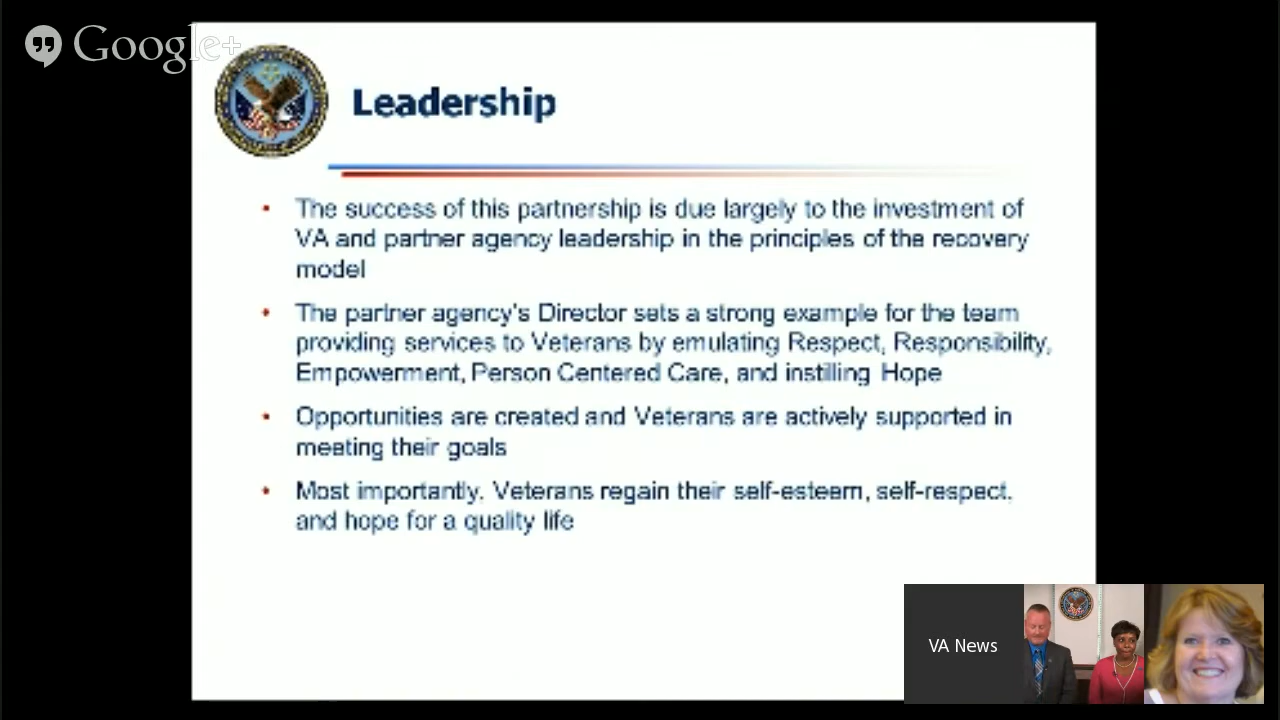 Google+
Leadership
• The success of this partnership is due largely to the investment of
VA and partner agency leadership in the principles of the recovery
model
• The partner agency's Director sets a strong example for the team
providing services to Veterans by emulating Respect, Responsibility,
Empowerment, Person Centered Care, and instilling Hope
• Opportunities are created and Veterans are actively supported in
meeting their goals
• Most importantly, Veterans regain their self-esteem, self-respect,
and hope for a quality life
VA News